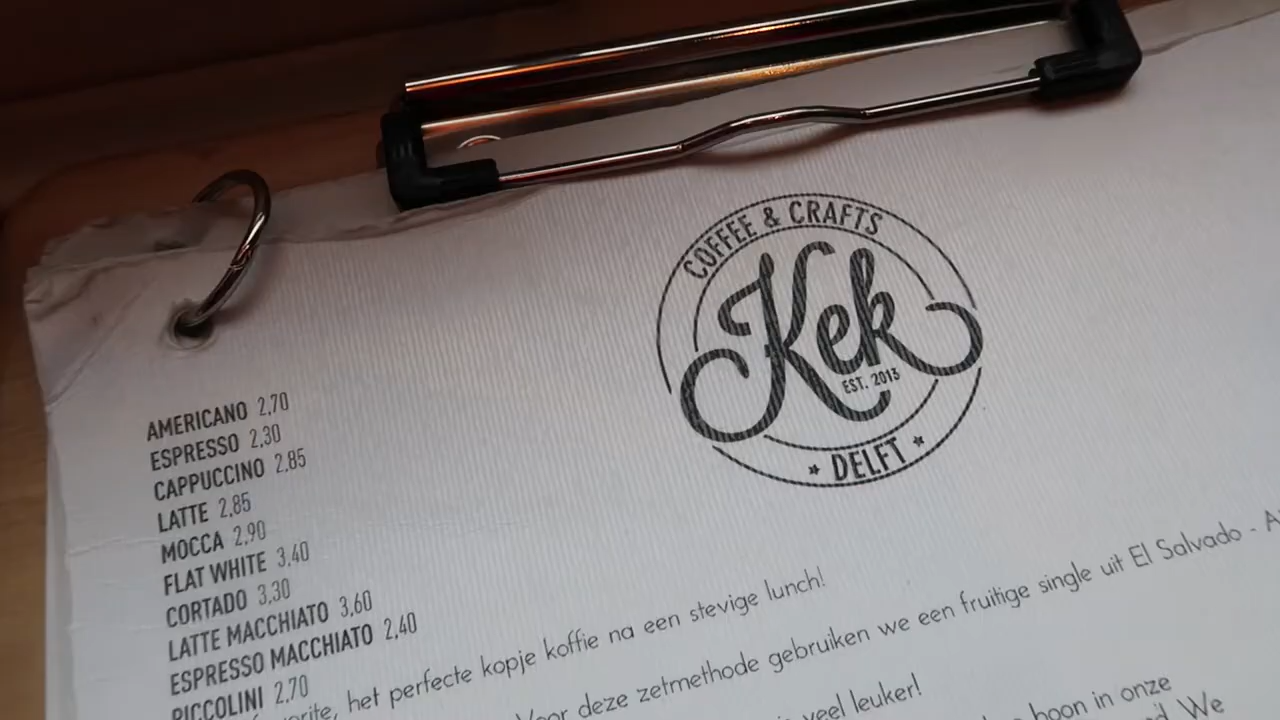 COFFEE & CRAFTS
Kek
EST. 2013
DELFT
AMERICANO 2,70
ESPRESSO 2,30
CAPPUCCINO 2,85
LATTE 2,85
MOCCA 2,90
FLAT WHITE 3,40
CORTADO 3,30
LATTE MACCHIATO 3,60
ESPRESSO MACCHIATO 2,40
PICCOLINI 2,70
het perfecte kopje koffie na een stevige lunch!
Voor deze zetmethode gebruiken we een fruitige single uit El Salvado -
veel leuker!
boon in onze
We